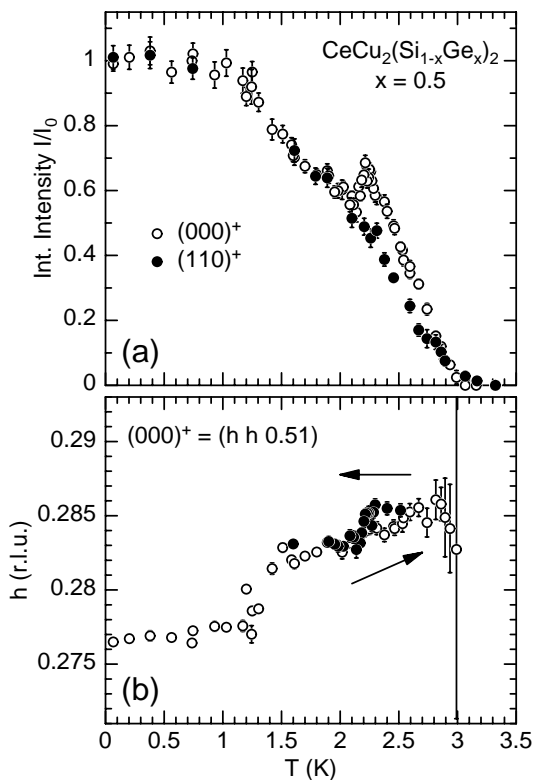 CeCu2(Si1-xGex)2
x = 0.5
1
0.8
0.6
0.4
0.2
0
Int. Intensity I/I0
(000)+
(110)+
(a)
(000)+ = (h h 0.51)
0.29
0.285
0.28
0.275
h (r.l.u.)
(b)
0 0.5 1 1.5 2 2.5 3 3.5
T (K)